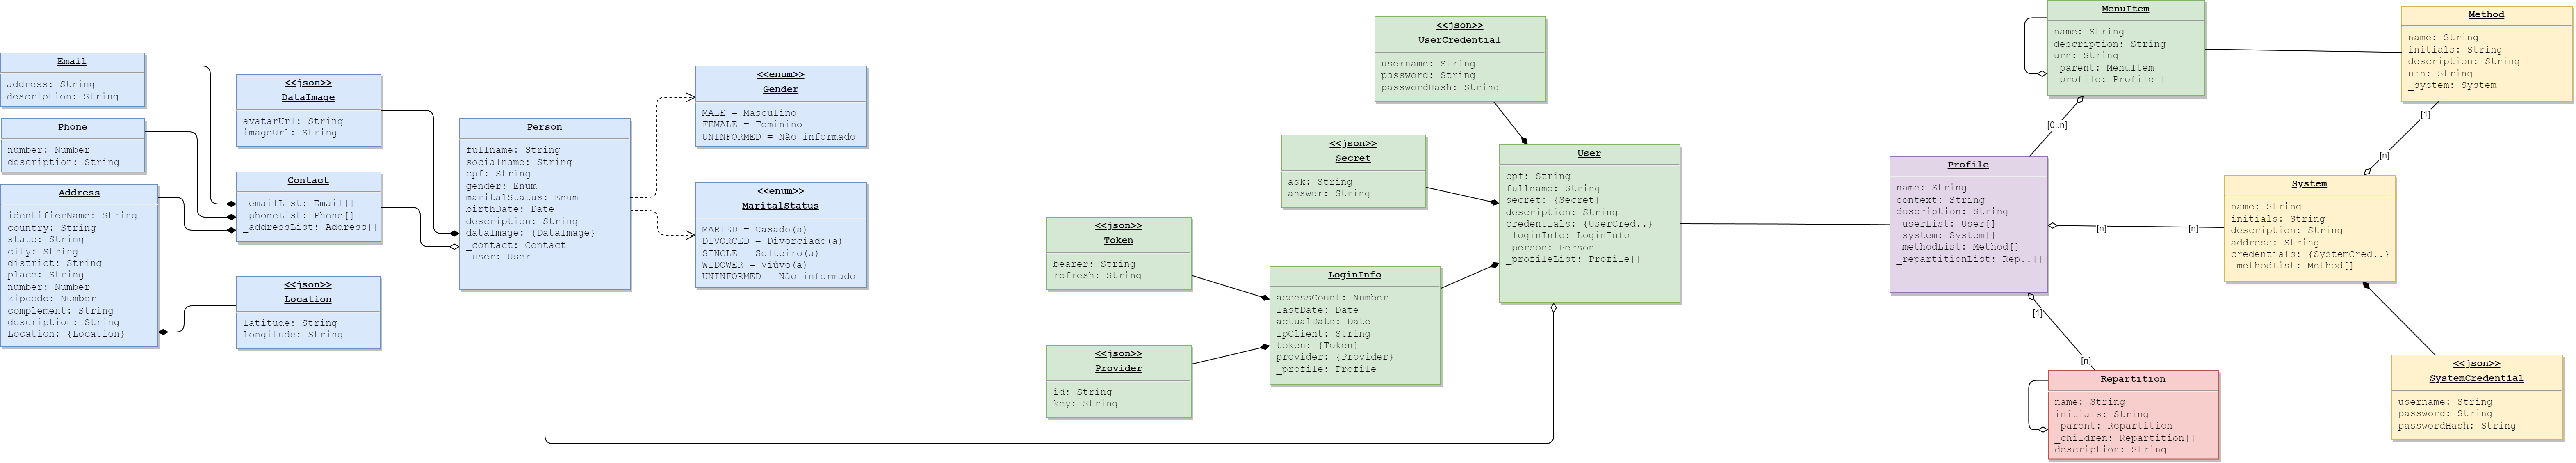 Email
address: String
description: String
Phone
number: Number
description: String
Address
identifierName: String
country: String
state: String
city: String
district: String
place: String
number: Number
zipcode: Number
complement: String
description: String
Location: {Location}
<<json>>
DataImage
avatarUrl: String
imageUrl: String
Contact
_emailList: Email[]
_phoneList: Phone[]
_addressList: Address[]
<<json>>
Location
latitude: String
longitude: String
Person
fullname: String
socialname: String
cpf: String
gender: Enum
maritalStatus: Enum
birthDate: Date
description: String
dataImage: {DataImage}
_contact: Contact
_user: User
<<enum>>
Gender
MALE = Masculino
FEMALE = Feminino
UNINFORMED = Não informado
<<enum>>
MaritalStatus
MARIED = Casado(a)
DIVORCED = Divorciado(a)
SINGLE = Solteiro(a)
WIDOWER = Viúvo(a)
UNINFORMED = Não informado
<<json>>
Token
bearer: String
refresh: String
<<json>>
Provider
id: String
key: String
<<json>>
UserCredential
username: String
password: String
passwordHash: String
<<json>>
Secret
ask: String
answer: String
LoginInfo
accessCount: Number
lastDate: Date
actualDate: Date
ipClient: String
token: {Token}
provider: {Provider}
_profile: Profile
User
cpf: String
fullname: String
secret: {Secret}
description: String
credentials: {UserCred..}
_loginInfo: LoginInfo
_person: Person
_profileList: Profile[]
Profile
name: String
context: String
description: String
_userList: User[]
_system: System[]
_methodList: Method[]
_repartitionList: Rep..[]
MenuItem
name: String
description: String
urn: String
_parent: MenuItem
_profile: Profile[]
[0..n]
[n]
[n]
[1]
[n]
Repartition
name: String
initials: String
_parent: Repartition
_children: Repartition[]
description: String
Method
name: String
initials: String
description: String
urn: String
_system: System
[1]
[n]
System
name: String
initials: String
description: String
address: String
credentials: {SystemCred..}
_methodList: Method[]
<<json>>
SystemCredential
username: String
password: String
passwordHash: String